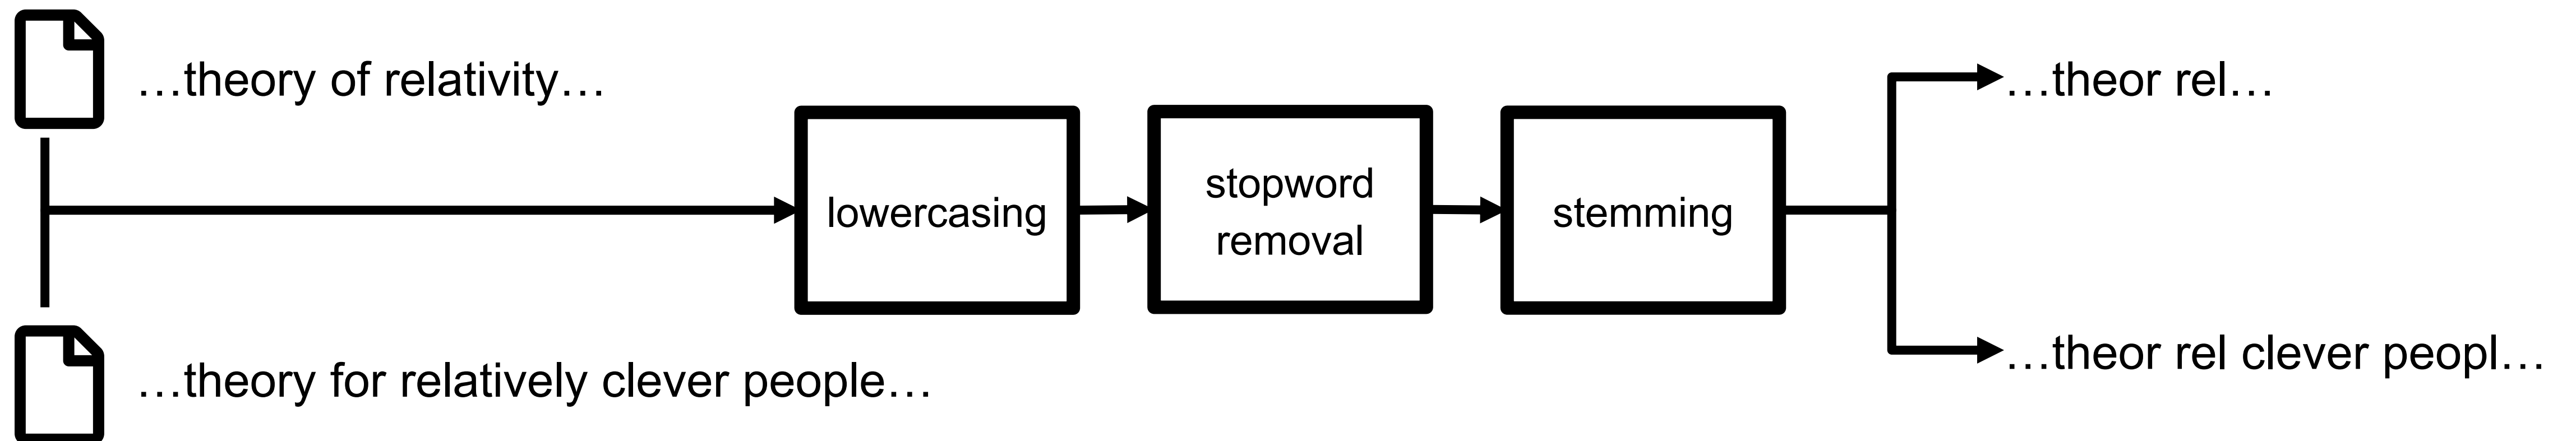 …theory of relativity…
…theory for relatively clever people…
lowercasing
stopword
removal
stemming
…theor rel…
…theor rel clever peopl…